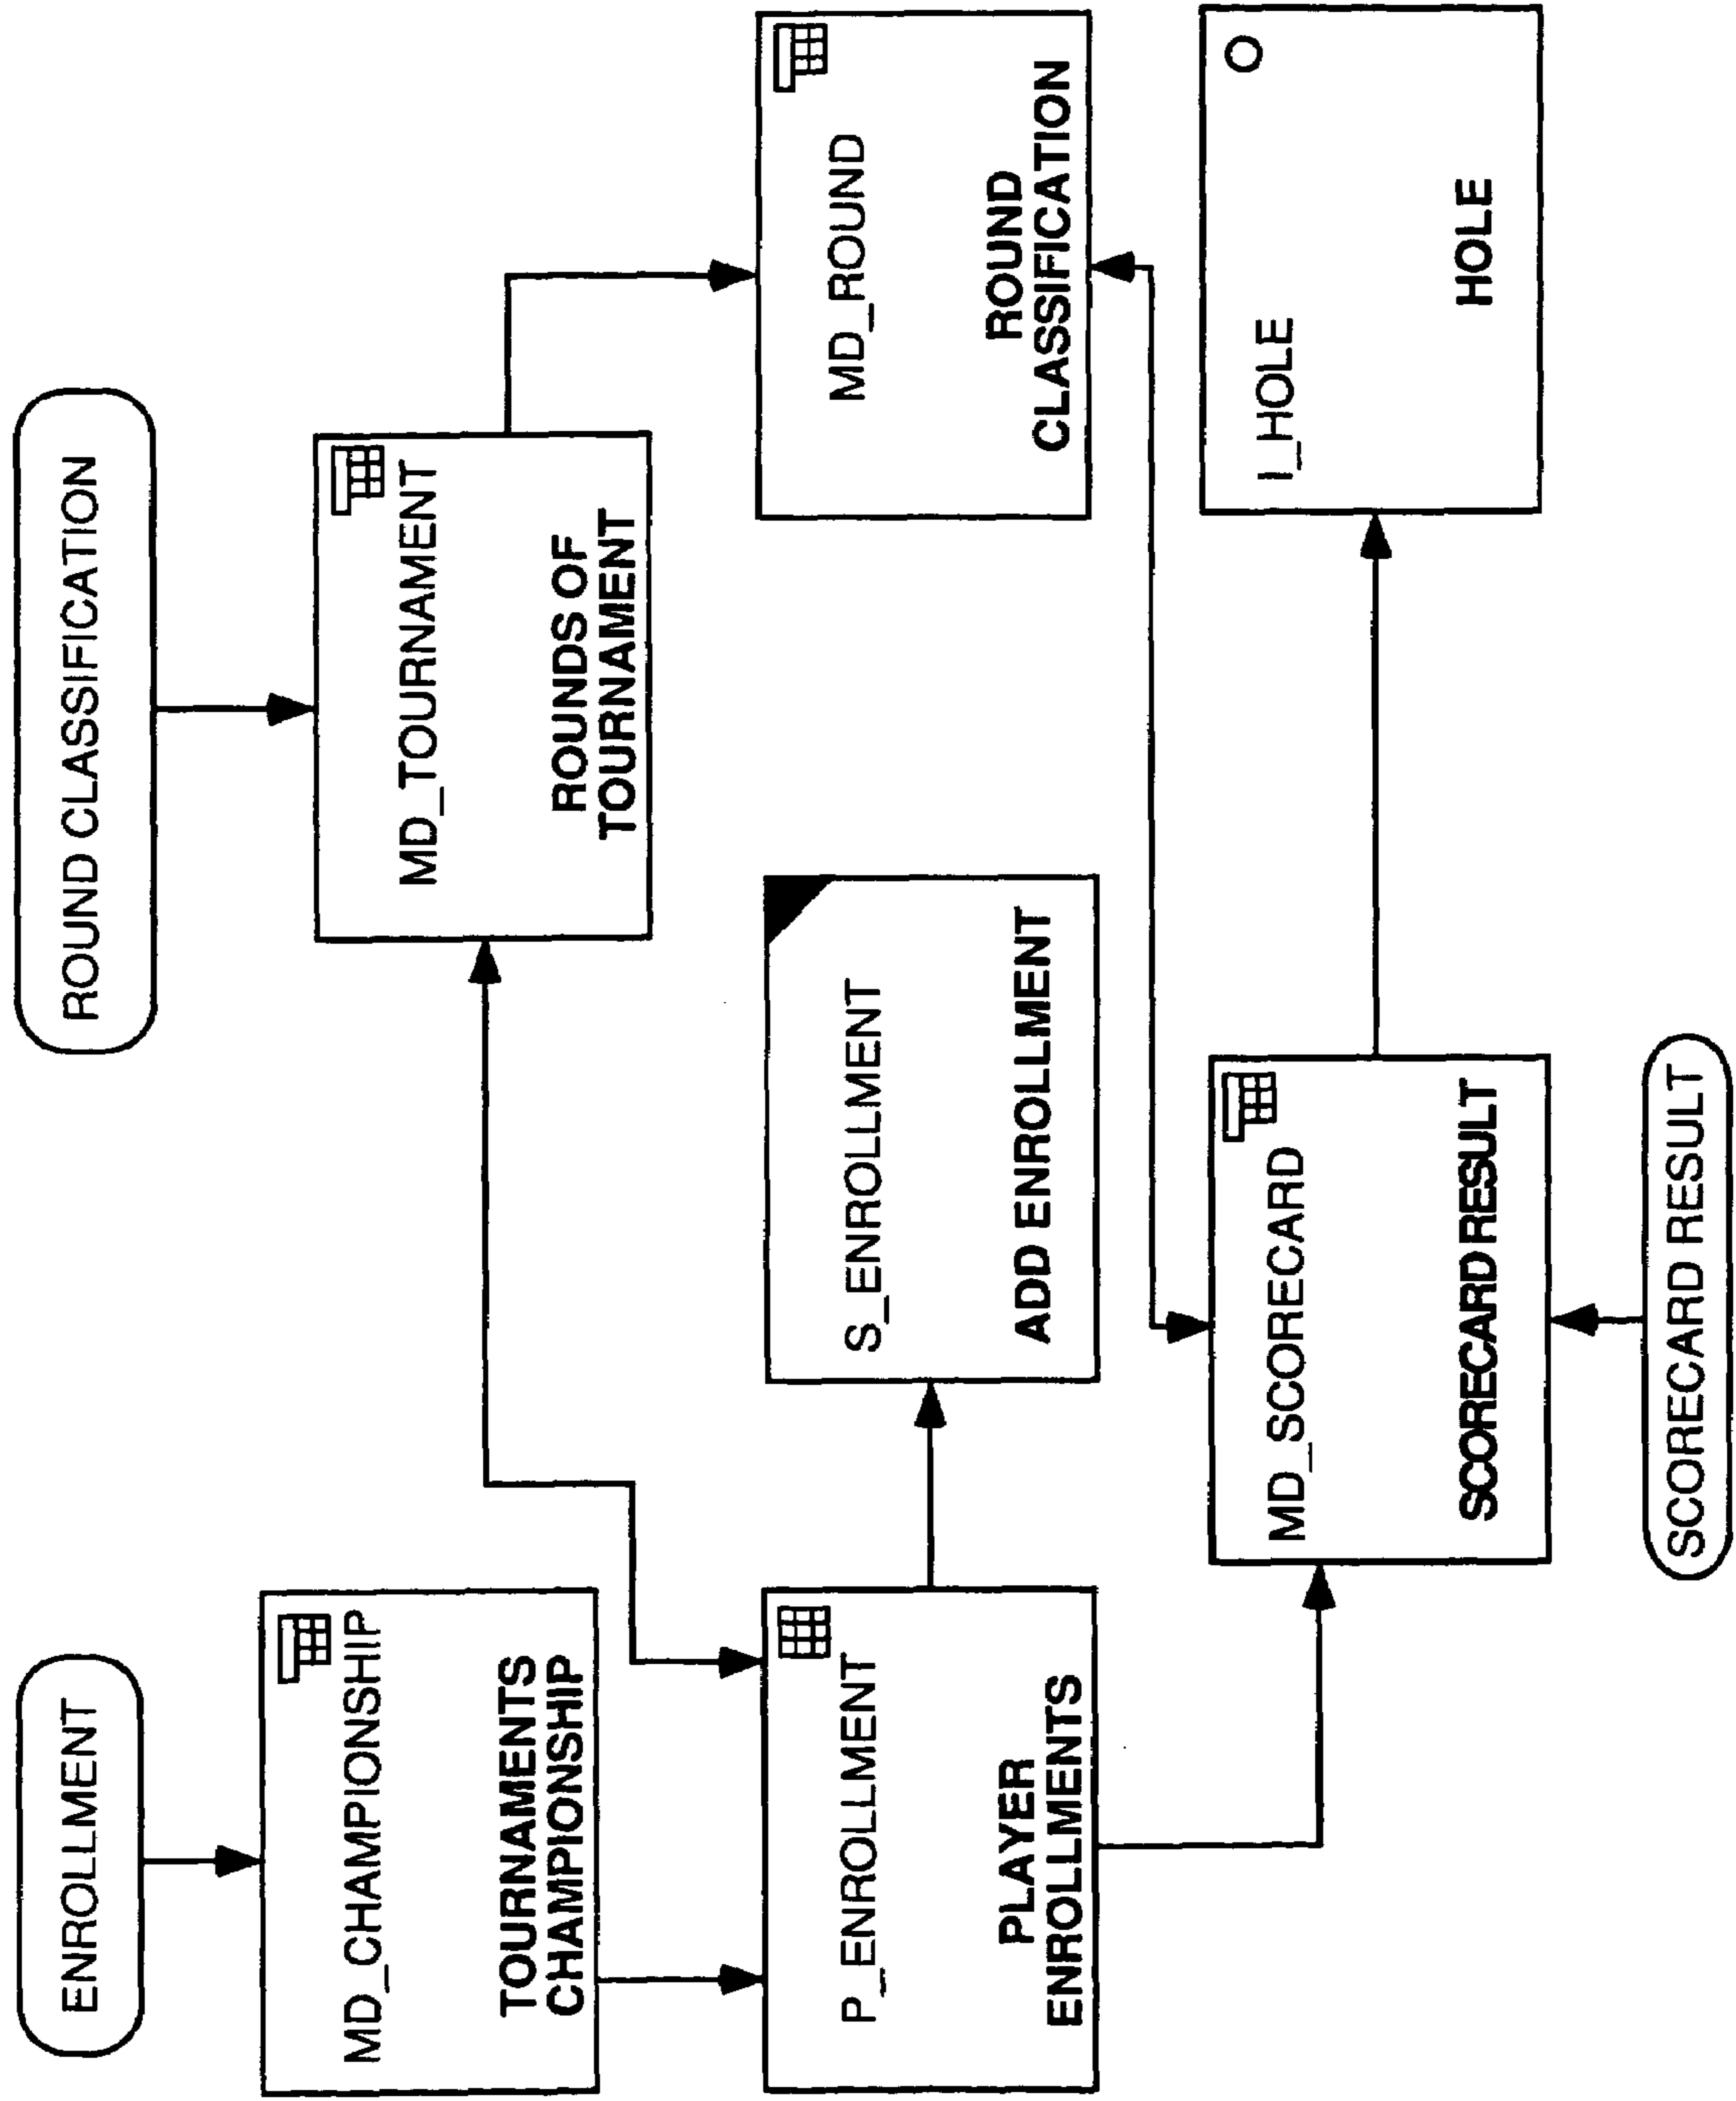 ENROLLMENT
MD_CHAMPIONSHIP
TOURNAMENTS
CHAMPIONSHIP
P_ENROLLMENT
PLAYER
ENROLLMENTS
S_ENROLLMENT
ADD ENROLLMENT
ROUND CLASSIFICATION
MD_TOURNAMENT
ROUNDS OF
TOURNAMENT
MD_ROUND
ROUND
CLASSIFICATION
MD_SCORECARD
SCORECARD RESULT
SCORECARD RESULT
I_HOLE
HOLE